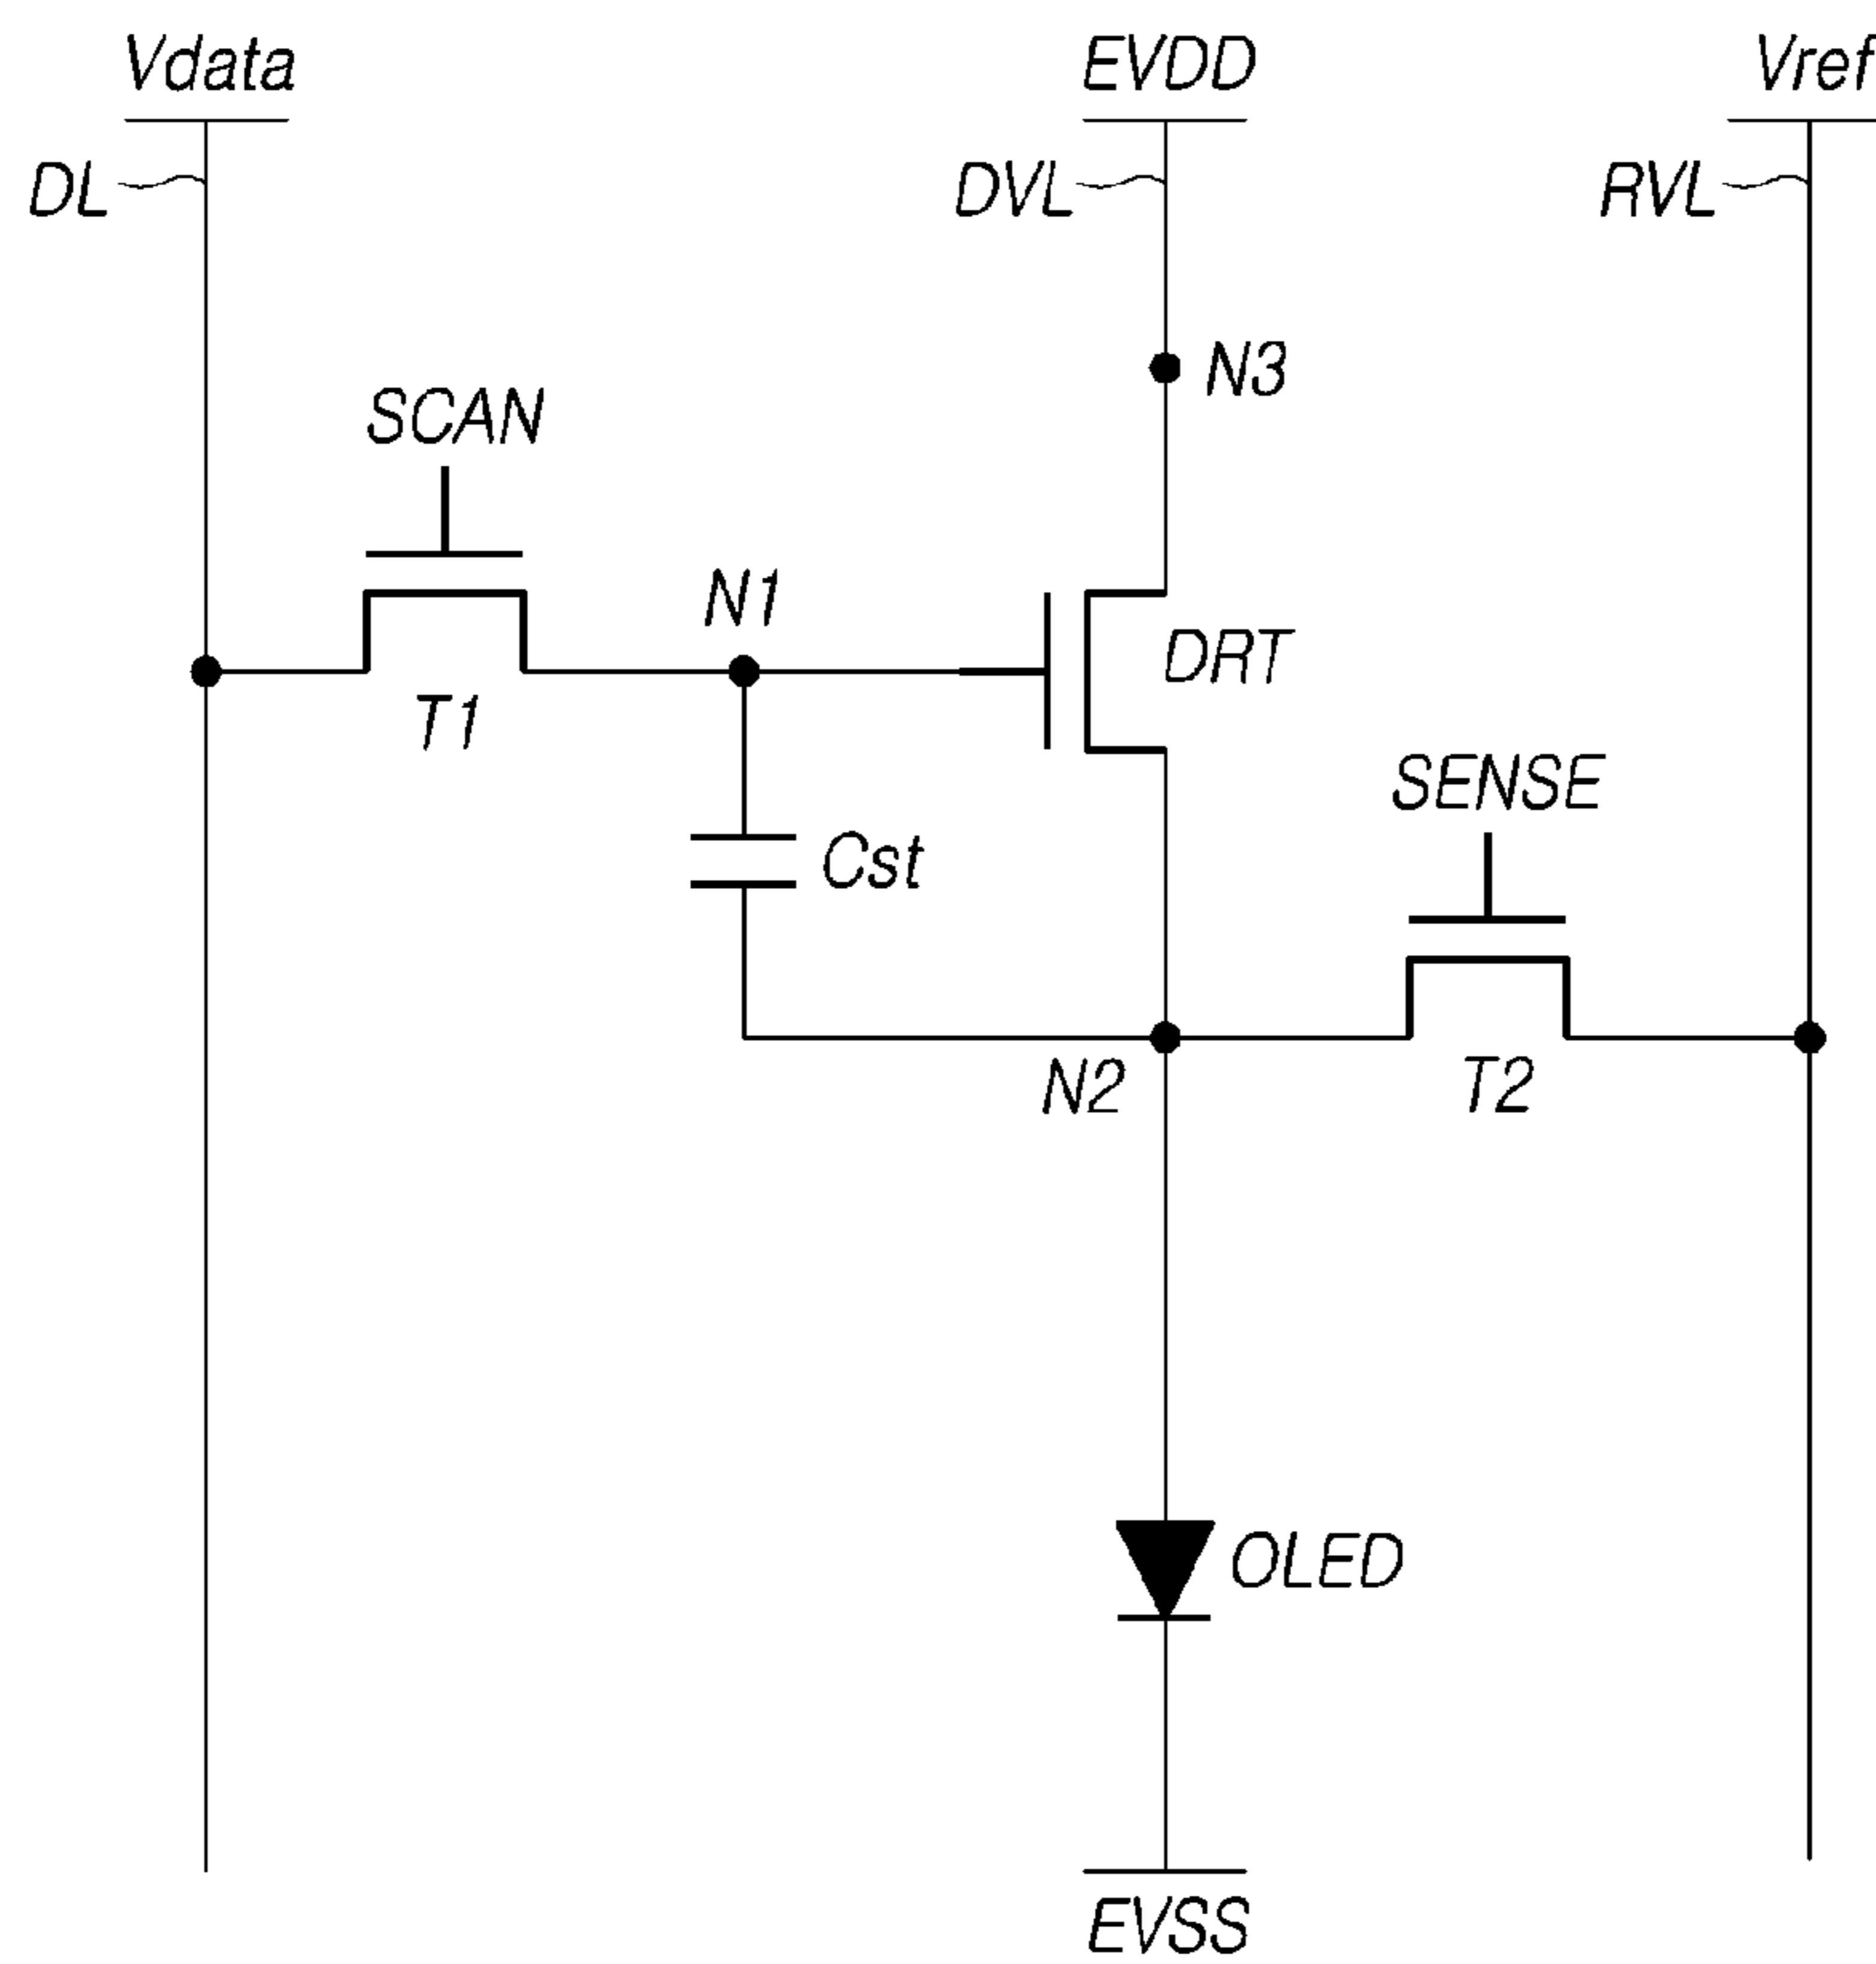 Vdata
EVDD
Vref
DL
DVL
RVL
N3
SCAN
N1
DRT
T1
SENSE
Cst
N2
T2
OLED
EVSS